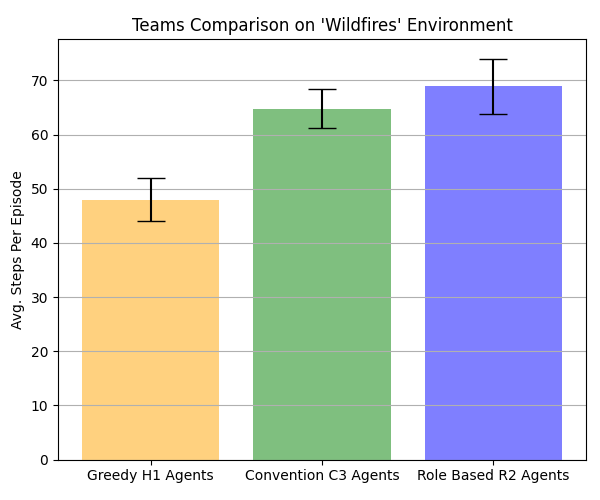 Teams Comparison on 'Wildfires' Environment
Avg. Steps Per Episode
70
60
50
40
30
20
10
0
Greedy H1 Agents Convention C3 Agents Role Based R2 Agents